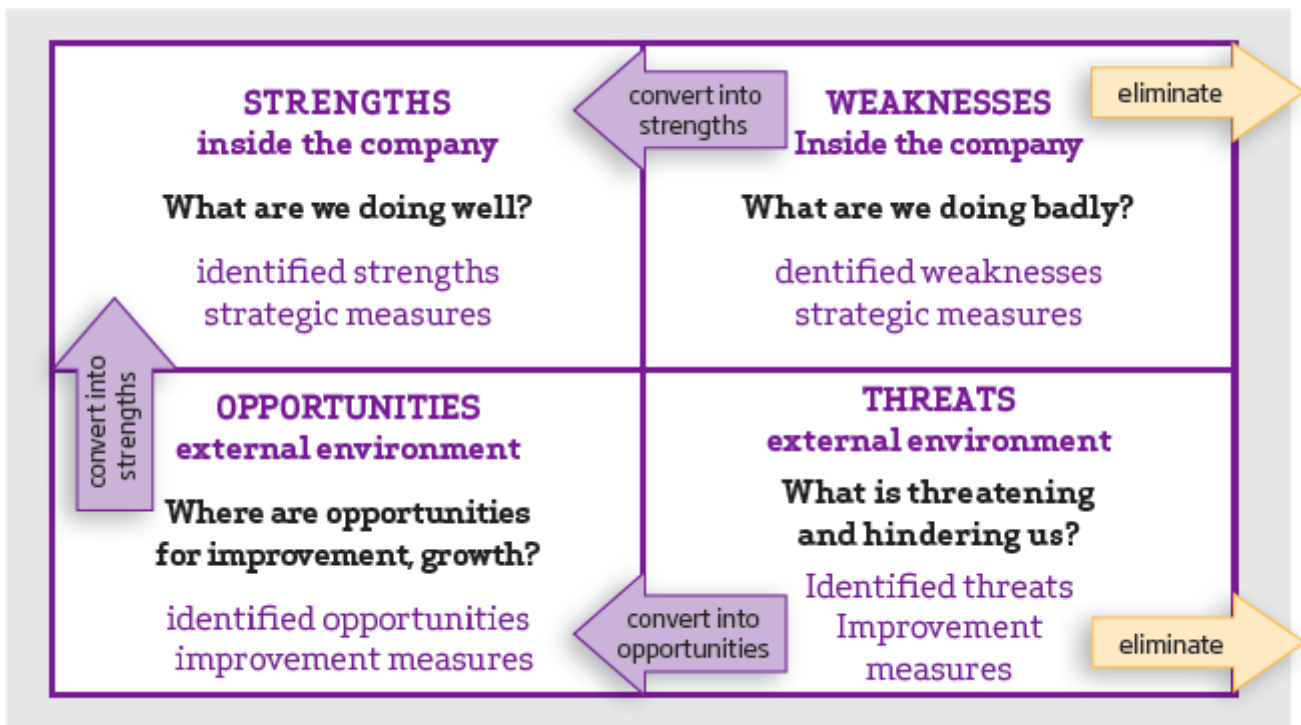 STRENGTHS
inside the company
What are we doing well?
identified strengths
strategic measures
convert into
strengths
WEAKNESSES
Inside the company
What are we doing badly?
dentified weaknesses
strategic measures
eliminate
convert into
strengths
OPPORTUNITIES
external environment
Where are opportunities
for improvement, growth?
identified opportunities
improvement measures
convert into
opportunities
THREATS
external environment
What is threatening
and hindering us?
Identified threats
Improvement
measures
eliminate